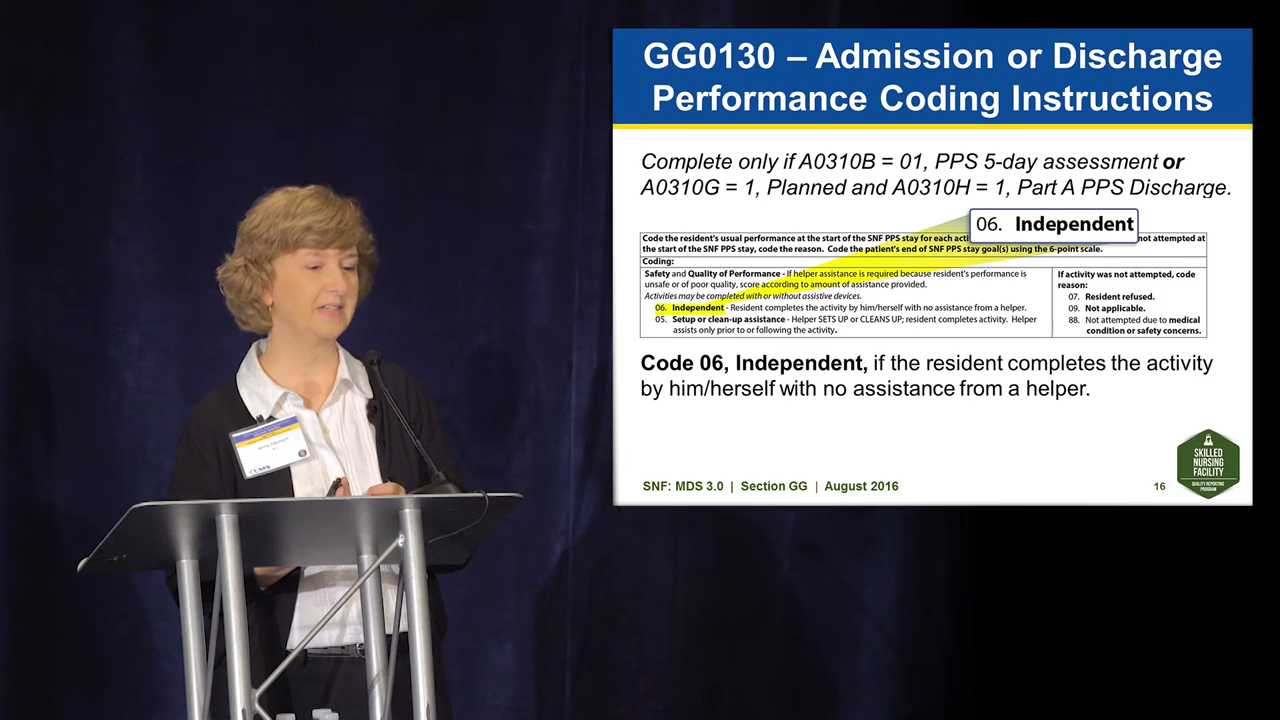 GG0130 – Admission or Discharge
Performance Coding Instructions
Complete only if A0310B = 01, PPS 5-day assessment or
A0310G = 1, Planned and A0310H = 1, Part A PPS Discharge.
06. Independent
Code the resident's usual performance at the start of the SNF PPS stay for each not attempted at
the start of the SNF PPS stay, code the reason. Code the patient's end of SNF PPS stay goal(s) using the 6-point scale.
Coding:
Safety and Quality of Performance - If helper assistance is required because resident's performance is
unsafe or of poor quality, score according to amount of assistance provided.
Activities may be completed with or without assistive devices.
06. Independent - Resident completes the activity by him/herself with no assistance from a helper.
05. Setup or clean-up assistance - Helper SETS UP or CLEANS UP; resident completes activity. Helper
assists only prior to or following the activity.
If activity was not attempted, code
reason:
07. Resident refused.
09. Not applicable.
88. Not attempted due to medical
condition or safety concerns.
Code 06, Independent, if the resident completes the activity
by him/herself with no assistance from a helper.
SNF: MDS 3.0 | Section GG | August 2016
16
SKILLED
NURSING
FACILITY
QUALITY REPORTING
PROGRAM
CMS